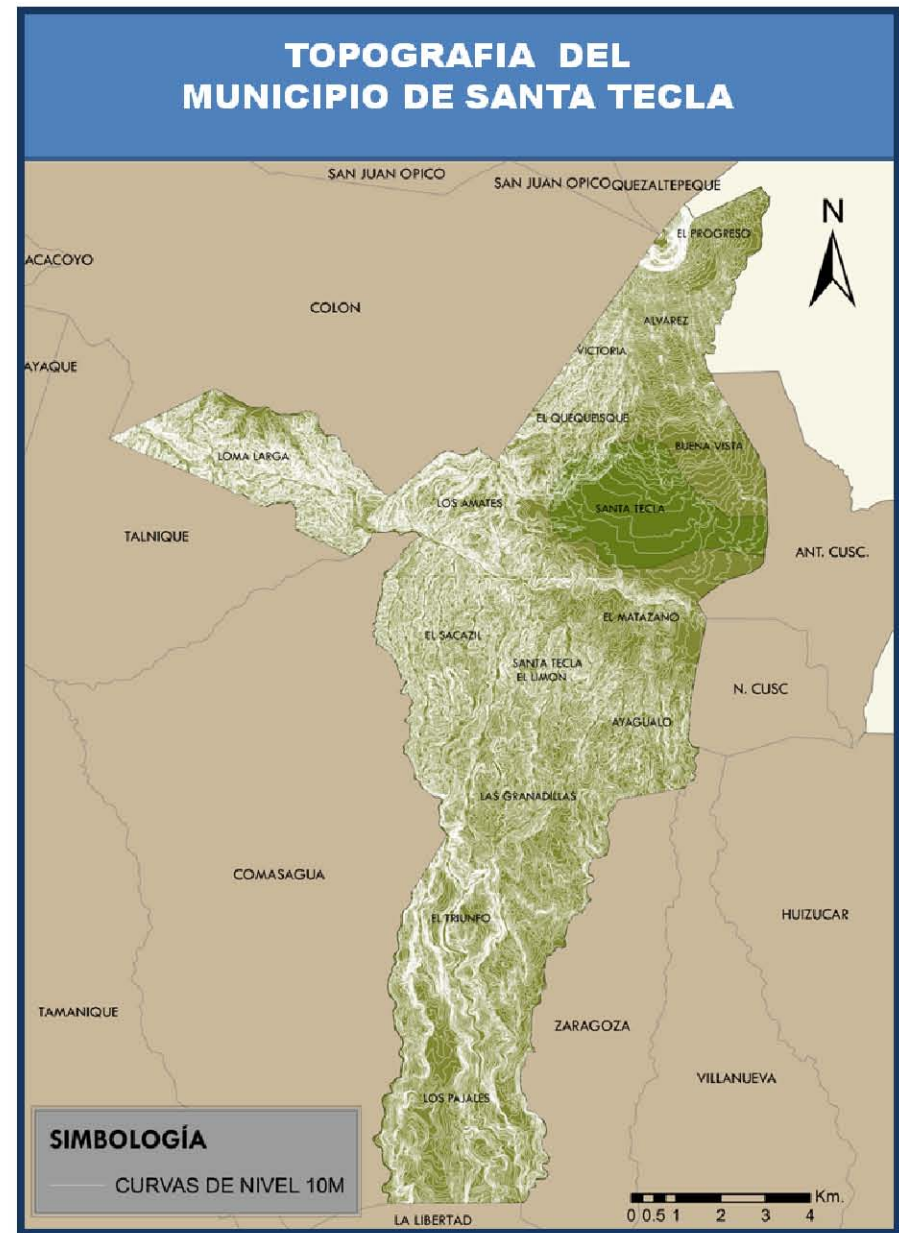 TOPOGRAFIA DEL
MUNICIPIO DE SANTA TECLA
SAN JUAN OPICO
SAN JUAN OPICO
QUEZALTEPEQUE
N
EL PROGRESO
ACACOYO
COLON
ALVAREZ
VICTORIA
AYAQUE
EL QUEQUEISQUE
BUENA VISTA
LOMA LARGA
LOS AMATES
SANTA TECLA
TALNIQUE
ANT. CUSC.
EL MATAZANO
EL SACAZIL
SANTA TECLA
EL LIMON
N. CUSC
AYAGUALO
LAS GRANADILLAS
COMASAGUA
EL TRIUNFO
HUIZUCAR
TAMANIQUE
ZARAGOZA
VILLANUEVA
LOS PAJALES
SIMBOLOGÍA
CURVAS DE NIVEL 10M
Km.
0 0.5 1 2 3 4
LA LIBERTAD